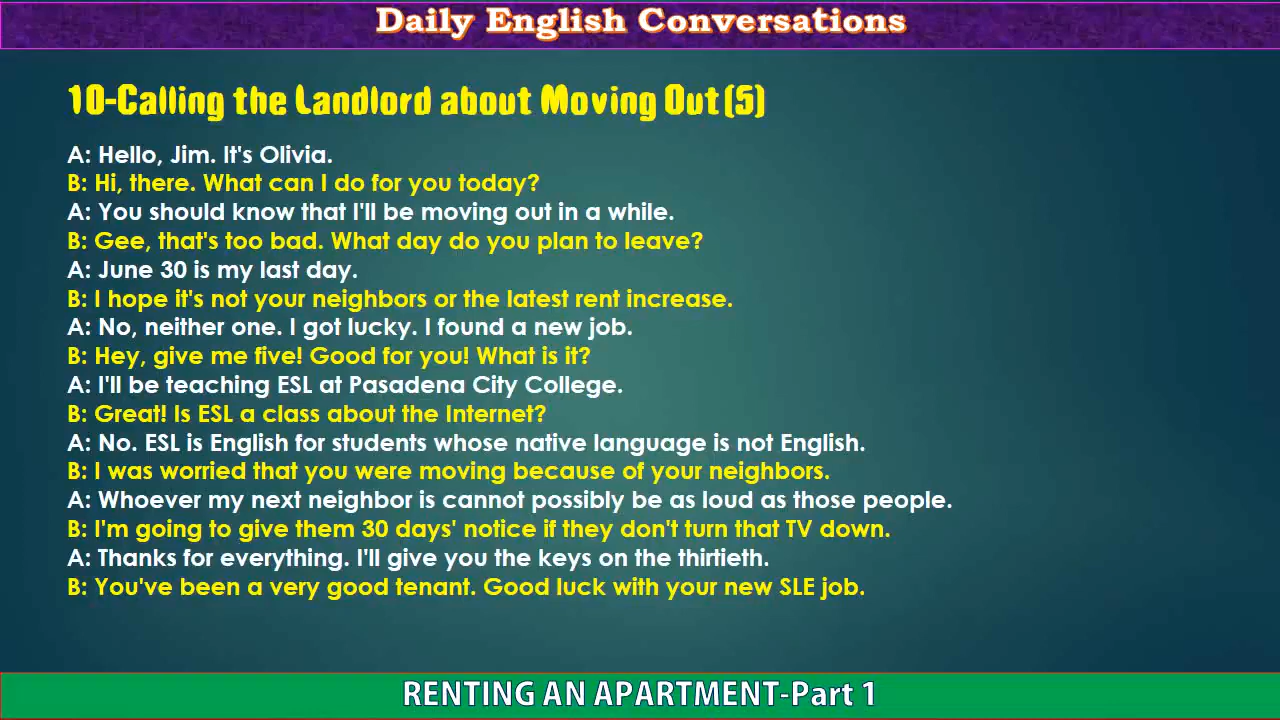 Daily English Conversations
10-Calling the Landlord about Moving Out(5)
A: Hello, Jim. It's Olivia.
B: Hi, there. What can I do for you today?
A: You should know that I'll be moving out in a while.
B: Gee, that's too bad. What day do you plan to leave?
A: June 30 is my last day.
B: I hope it's not your neighbors or the latest rent increase.
A: No, neither one. I got lucky. I found a new job.
B: Hey, give me five! Good for you! What is it?
A: I'll be teaching ESL at Pasadena City College.
B: Great! Is ESL a class about the Internet?
A: No. ESL is English for students whose native language is not English.
B: I was worried that you were moving because of your neighbors.
A: Whoever my next neighbor is cannot possibly be as loud as those people.
B: I'm going to give them 30 days' notice if they don't turn that TV down.
A: Thanks for everything. I'll give you the keys on the thirtieth.
B: You've been a very good tenant. Good luck with your new SLE job.
RENTING AN APARTMENT-Part 1